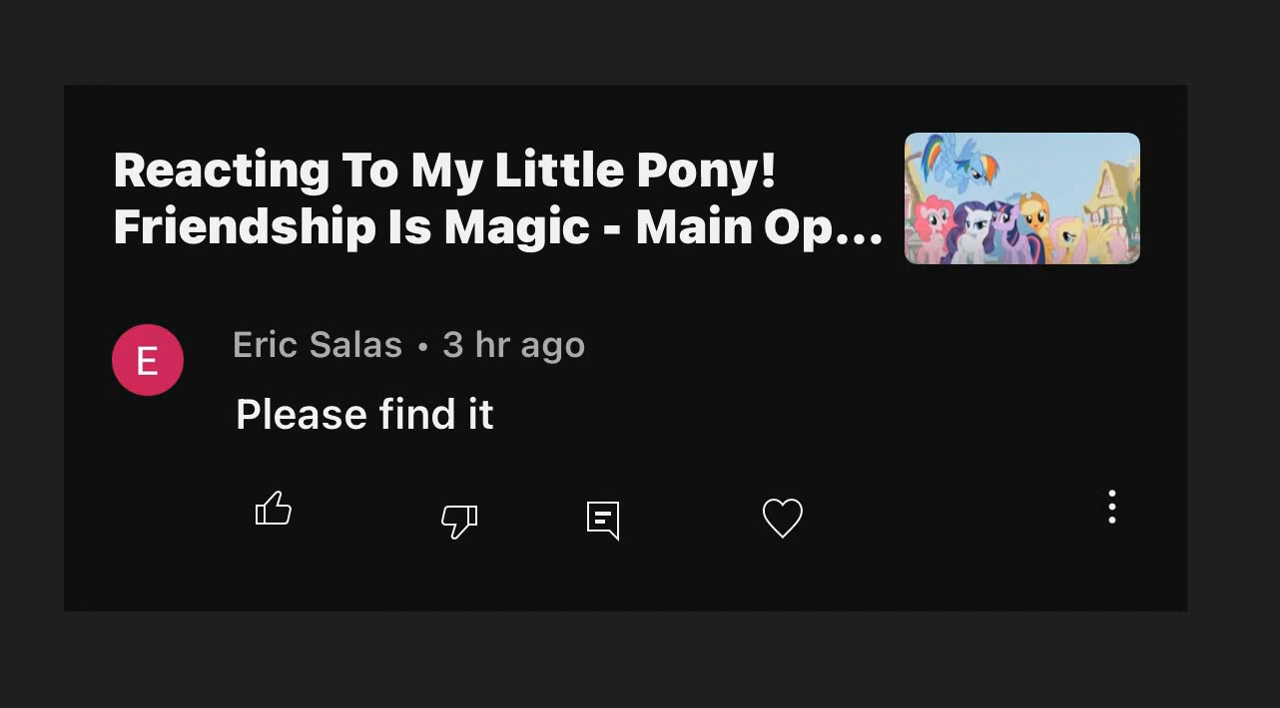 Reacting To My Little Pony!
Friendship Is Magic - Main Op...
E
Eric Salas • 3 hr ago
Please find it